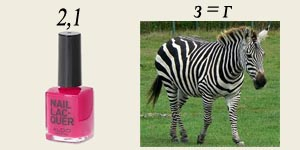 2,1
з = г
NAIL
LAC-
QUER